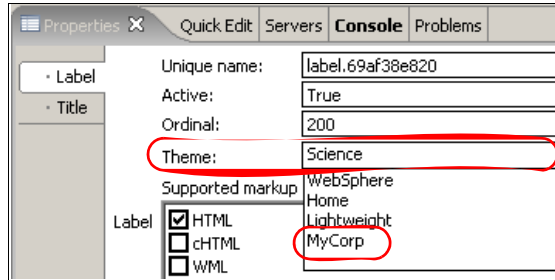 Properties Quick Edit Servers Console Problems
Label
Title
Unique name: label.69af38e820
Active: True
Ordinal: 200
Theme: Science
Supported markup
WebSphere
Home
Lightweight
MyCorp
Label HTML
cHTML
WML